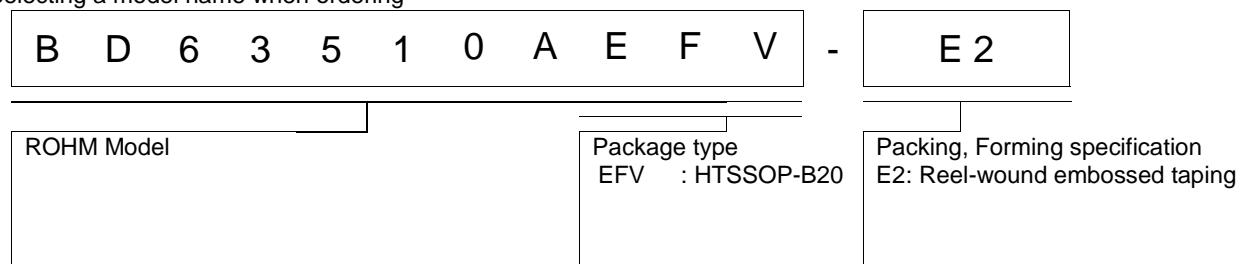 selecting a model name when ordering
B D 6 3 5 1 0 A E F V - E 2
ROHM Model
Package type
EFV : HTSSOP-B20
Packing, Forming specification
E2: Reel-wound embossed taping